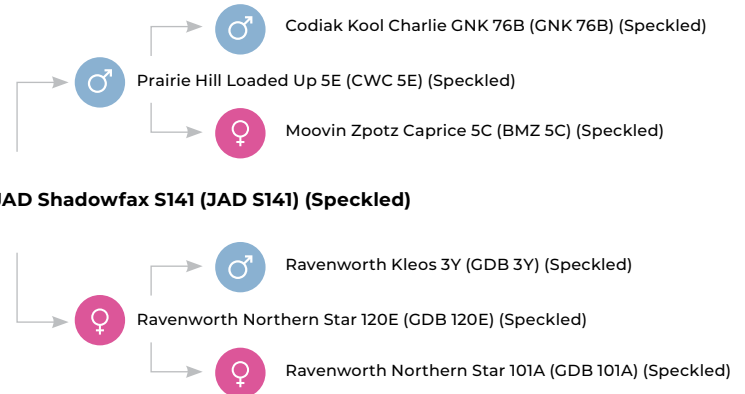 Codiak Kool Charlie GNK 76B (GNK 76B) (Speckled)
Prairie Hill Loaded Up 5E (CWC 5E) (Speckled)
Moovin Zpotz Caprice 5C (BMZ 5C) (Speckled)
JAD Shadowfax S141 (JAD S141) (Speckled)
Ravenworth Kleos 3Y (GDB 3Y) (Speckled)
Ravenworth Northern Star 120E (GDB 120E) (Speckled)
Ravenworth Northern Star 101A (GDB 101A) (Speckled)